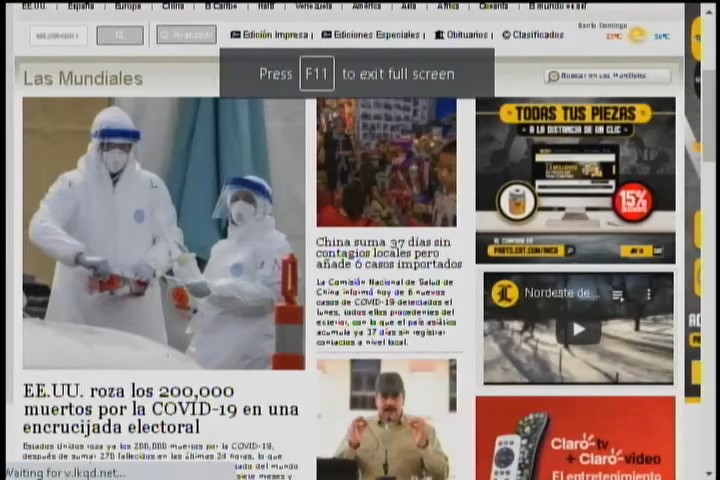 EE.UU. España Europa China El Caribe Haití Venezuela América Asia África Oceanía El mundo es así
MEJORANDO
Avanzado
Edición Impresa | Ediciones Especiales | Obituarios | Clasificados
Santo Domingo
Press F11 to exit full screen
Las Mundiales
Buscar en Las Mundiales
TODAS TUS PIEZAS
A LA DISTANCIA DE UN CLIC
15%
CAT
China suma 37 días sin
contagios locales pero
añade 6 casos importados
La Comisión Nacional de Salud de
China informó hoy de 6 nuevos
casos de COVID-19 detectados el
lunes, todos ellos procedentes del
exterior, con lo que el país asiático
acumula ya 37 días sin registrar
contactos a nivel local.
L
Nordeste de...
EE.UU. roza los 200,000
muertos por la COVID-19 en una
encrucijada electoral
Estados Unidos roza ya los 200,000 muertos por la COVID-19,
después de sumar 270 fallecidos en las últimas 24 horas, lo que
del mundo
siete meses y
Waiting for v.lkqd.net...
Claro-tv
+ Claro-video
El entretenimiento